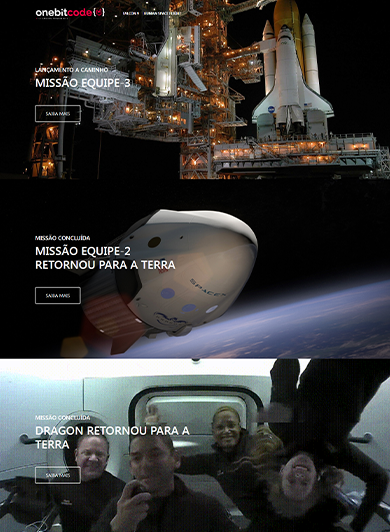 onebitcode{•}
FALCON 9 HUMAN SPACE FLIGHT
LANÇAMENTO A CAMINHO
MISSÃO EQUIPE-3
SAIBA MAIS
MISSÃO CONCLUÍDA
MISSÃO EQUIPE-2
RETORNOU PARA A TERRA
SAIBA MAIS
SPACEX
MISSÃO CONCLUÍDA
DRAGON RETORNOU PARA A
TERRA
SAIBA MAIS